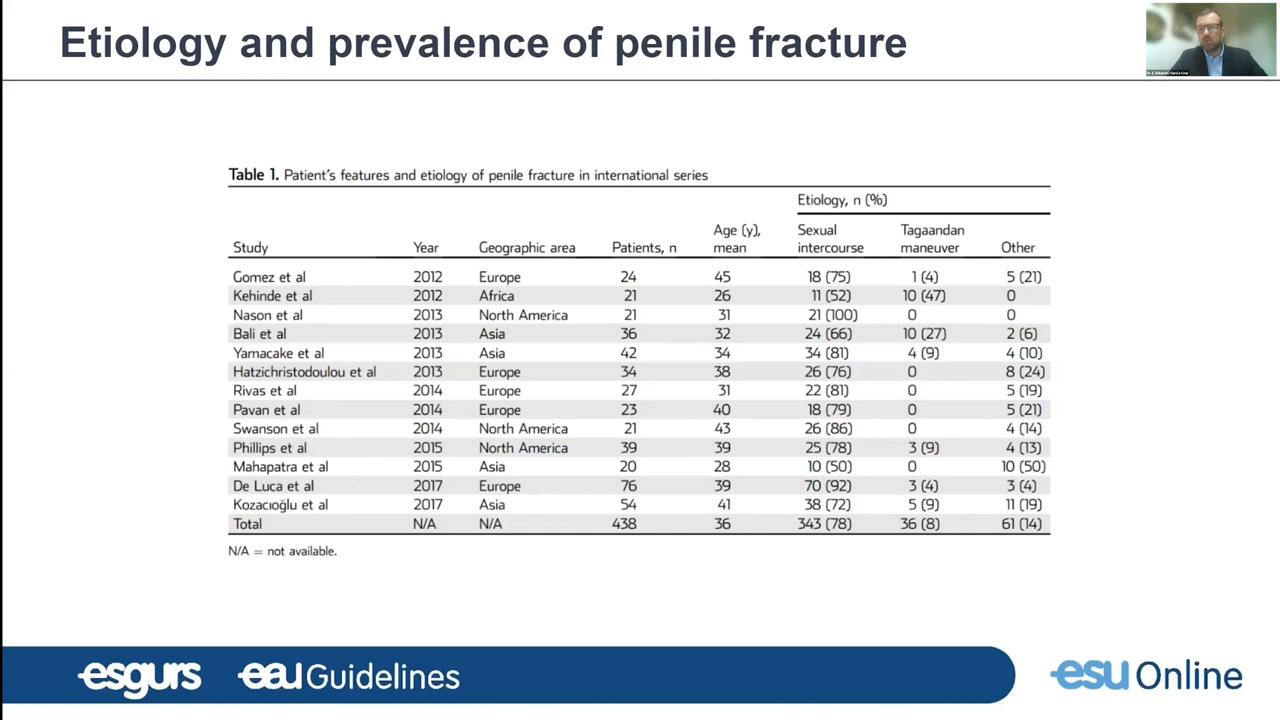 Etiology and prevalence of penile fracture
Table 1. Patient's features and etiology of penile fracture in international series
Etiology, n (%)
Study Year Geographic area Patients, n Age (y), mean Sexual intercourse Tagaandan maneuver Other
Gomez et al 2012 Europe 24 45 18 (75) 1 (4) 5 (21)
Kehinde et al 2012 Africa 21 26 11 (52) 10 (47) 0
Nason et al 2013 North America 21 31 21 (100) 0 0
Bali et al 2013 Asia 36 32 24 (66) 10 (27) 2 (6)
Yamacake et al 2013 Asia 42 34 34 (81) 4 (9) 4 (10)
Hatzichristodoulou et al 2013 Europe 34 38 26 (76) 0 8 (24)
Rivas et al 2014 Europe 27 31 22 (81) 0 5 (19)
Pavan et al 2014 Europe 23 40 18 (79) 0 5 (21)
Swanson et al 2014 North America 21 43 26 (86) 0 4 (14)
Phillips et al 2015 North America 39 39 25 (78) 3 (9) 4 (13)
Mahapatra et al 2015 Asia 20 28 10 (50) 0 10 (50)
De Luca et al 2017 Europe 76 39 70 (92) 3 (4) 3 (4)
Kozacıoğlu et al 2017 Asia 54 41 38 (72) 5 (9) 11 (19)
Total N/A N/A 438 36 343 (78) 36 (8) 61 (14)
N/A = not available.
esgurs eau Guidelines esu Online